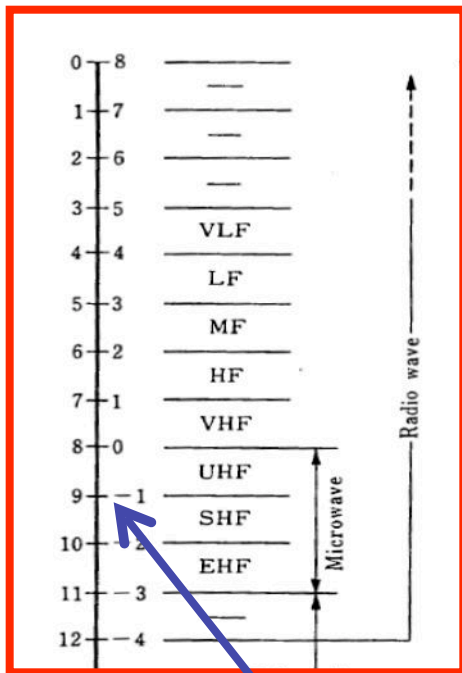 0 8
1 7
2 6
3 5
VLF
4 4
LF
5 3
MF
6 2
HF
7 1
VHF
8 0
UHF
9 −1
SHF
10 −2
EHF
11 −3
12 −4
Microwave
Radio wave